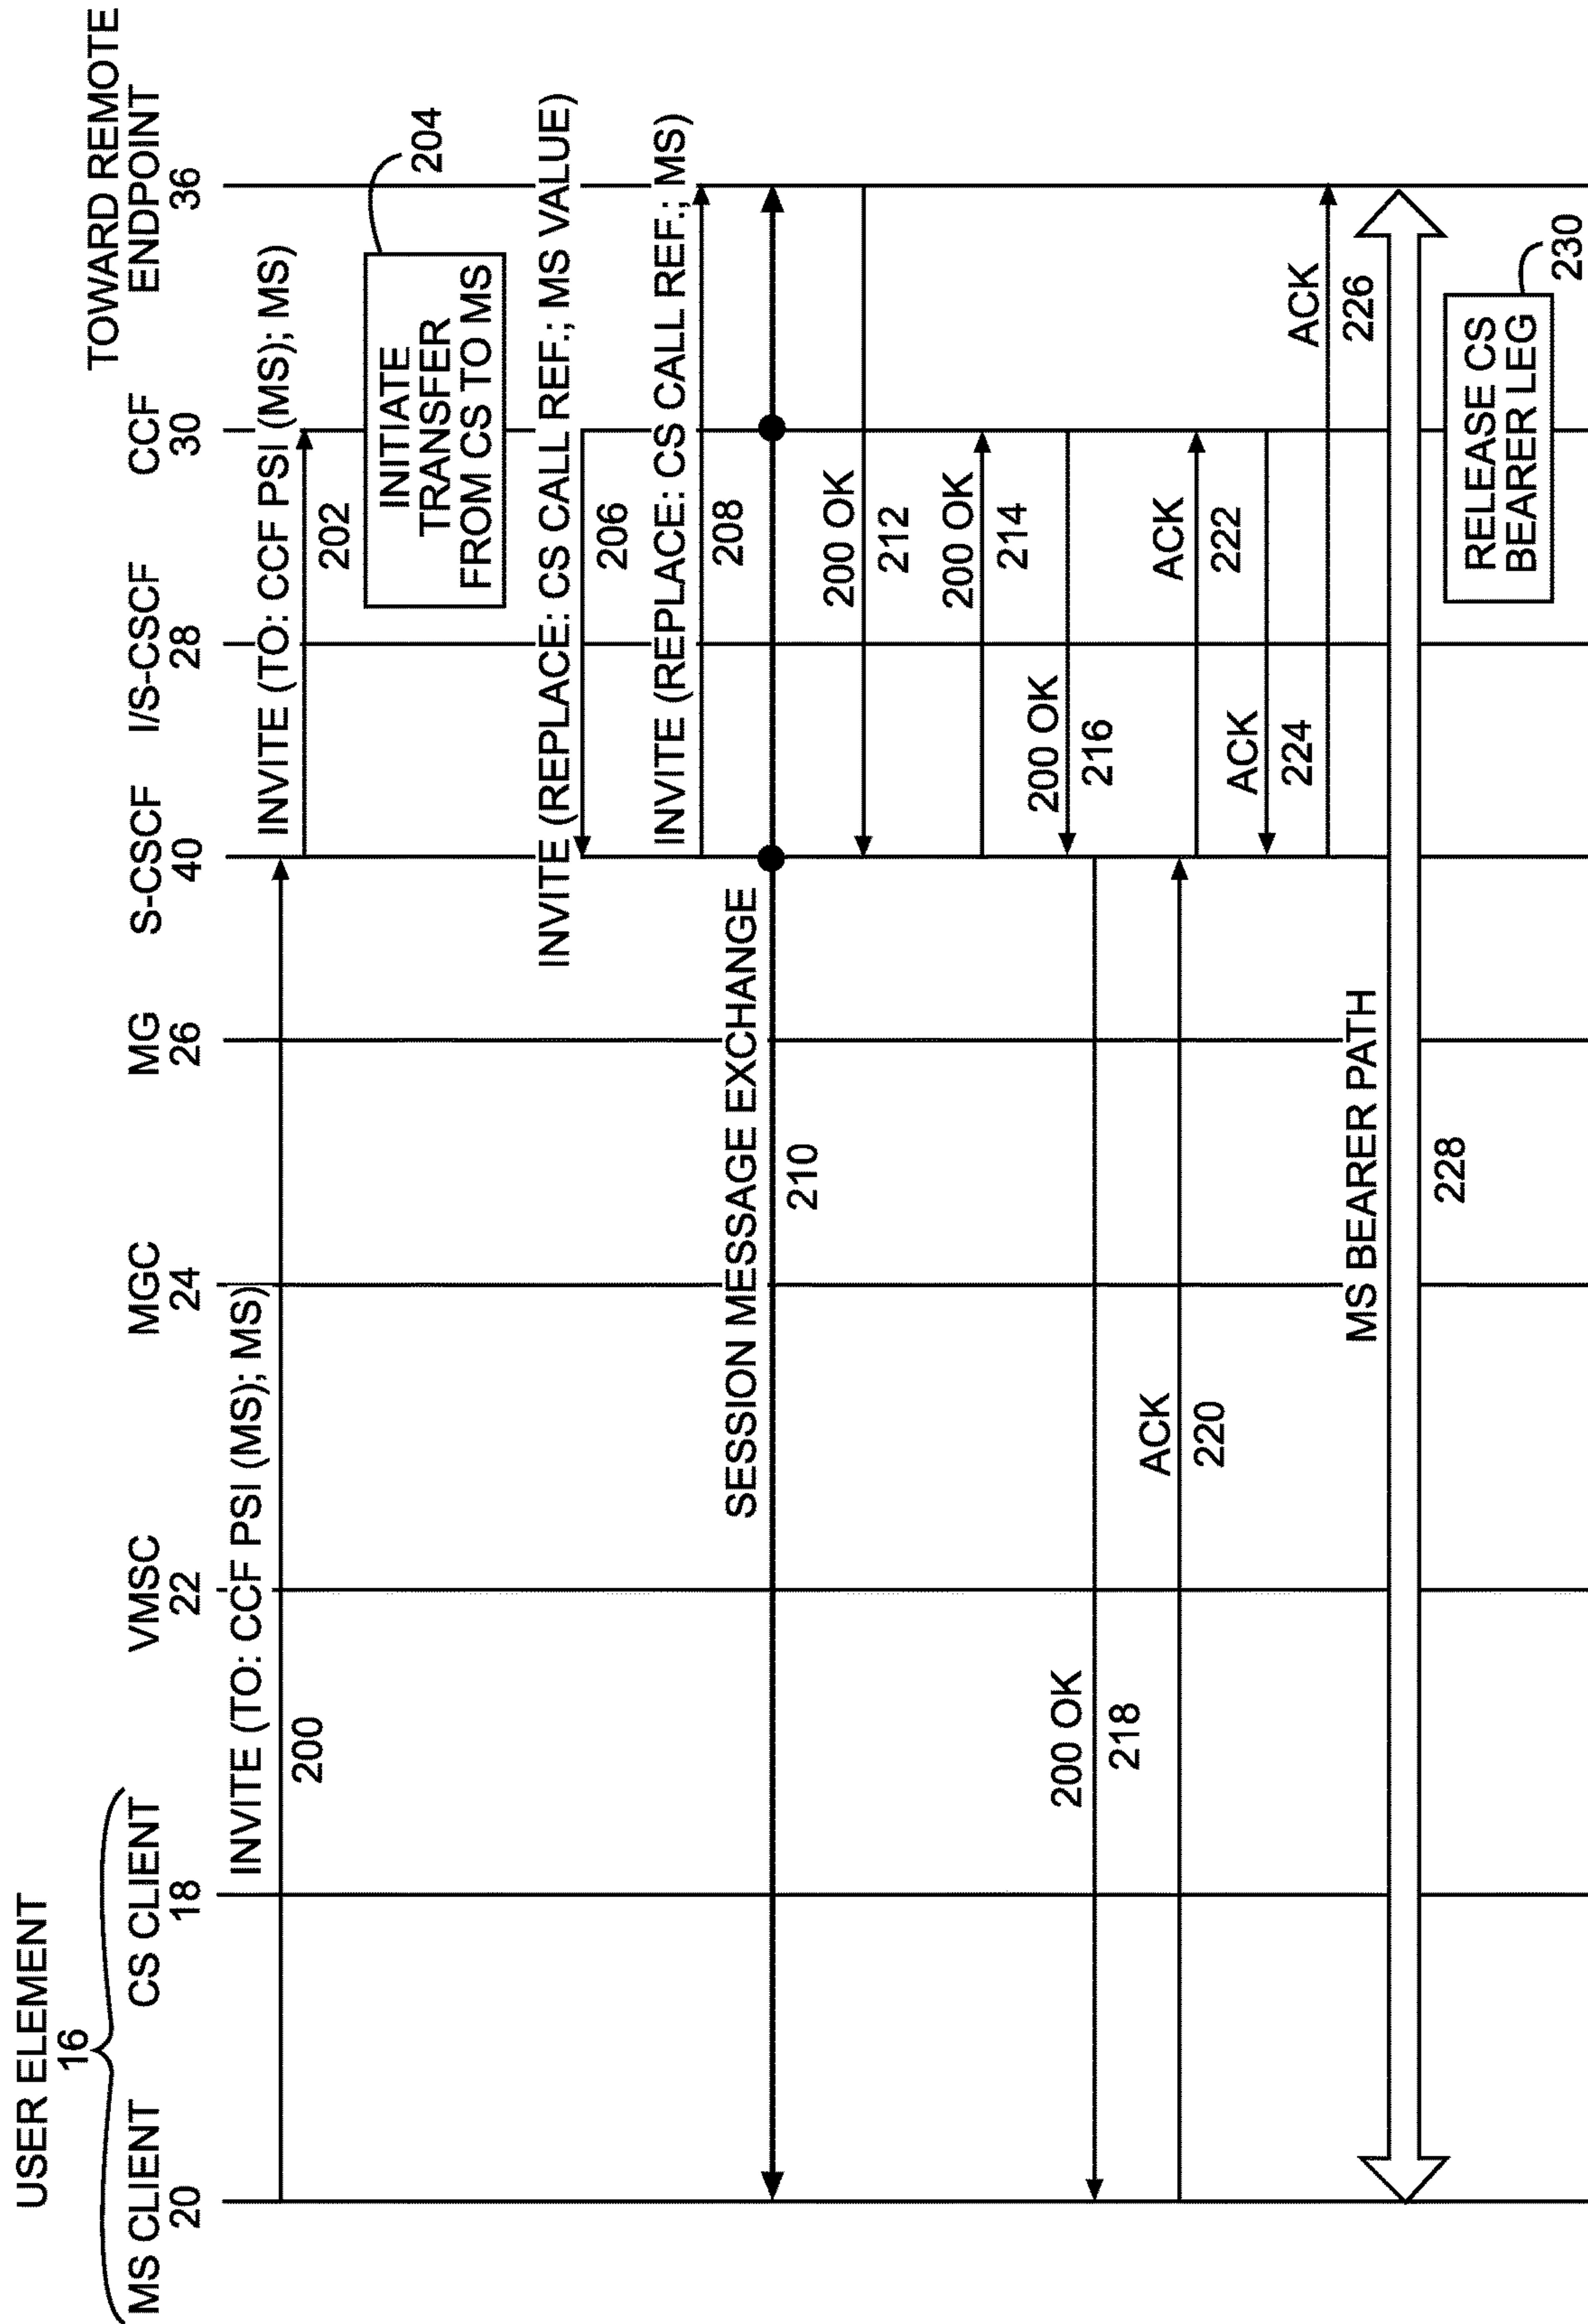 USER ELEMENT
16
MS CLIENT
20
CS CLIENT
18
VMSC
22
MGC
24
MG
26
S-CSCF
40
I/S-CSCF
28
CCF
30
TOWARD REMOTE
ENDPOINT
36
INVITE (TO: CCF PSI (MS); MS)
200
INVITE (TO: CCF PSI (MS); MS)
202
INITIATE
TRANSFER
FROM CS TO MS
204
INVITE (REPLACE: CS CALL REF.; MS VALUE)
206
INVITE (REPLACE: CS CALL REF.; MS)
208
SESSION MESSAGE EXCHANGE
210
200 OK
212
200 OK
214
200 OK
216
200 OK
218
ACK
220
ACK
222
ACK
224
ACK
226
MS BEARER PATH
228
RELEASE CS
BEARER LEG
230